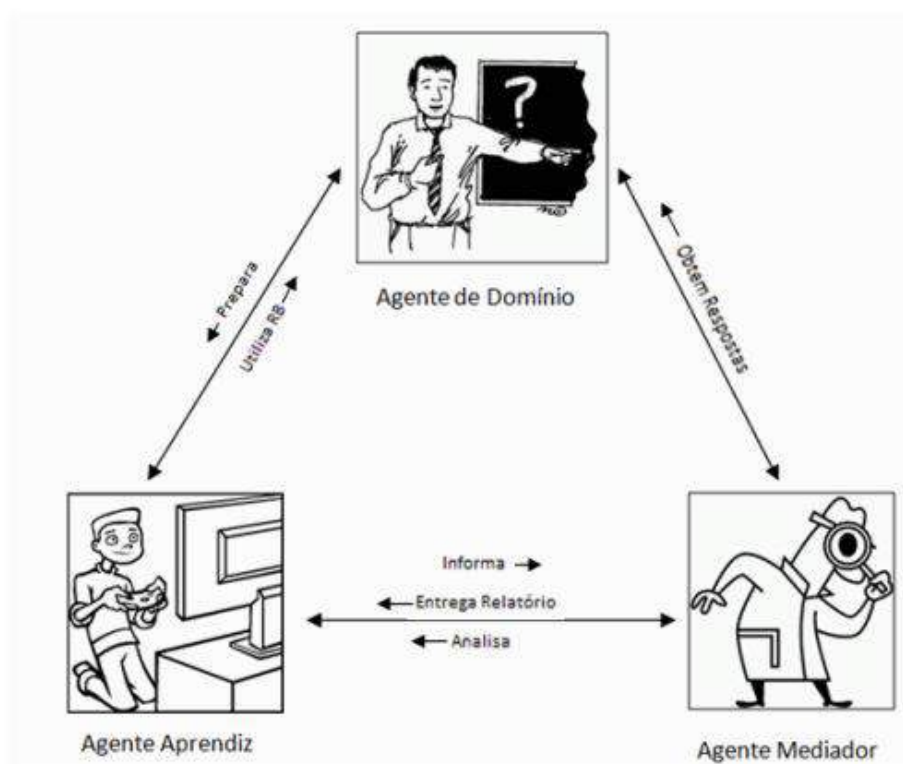 ?
Agente de Domínio
← Prepara
Utiliza RB →
← Obtem Respostas
Informa →
← Entrega Relatório
← Analisa
Agente Aprendiz
Agente Mediador